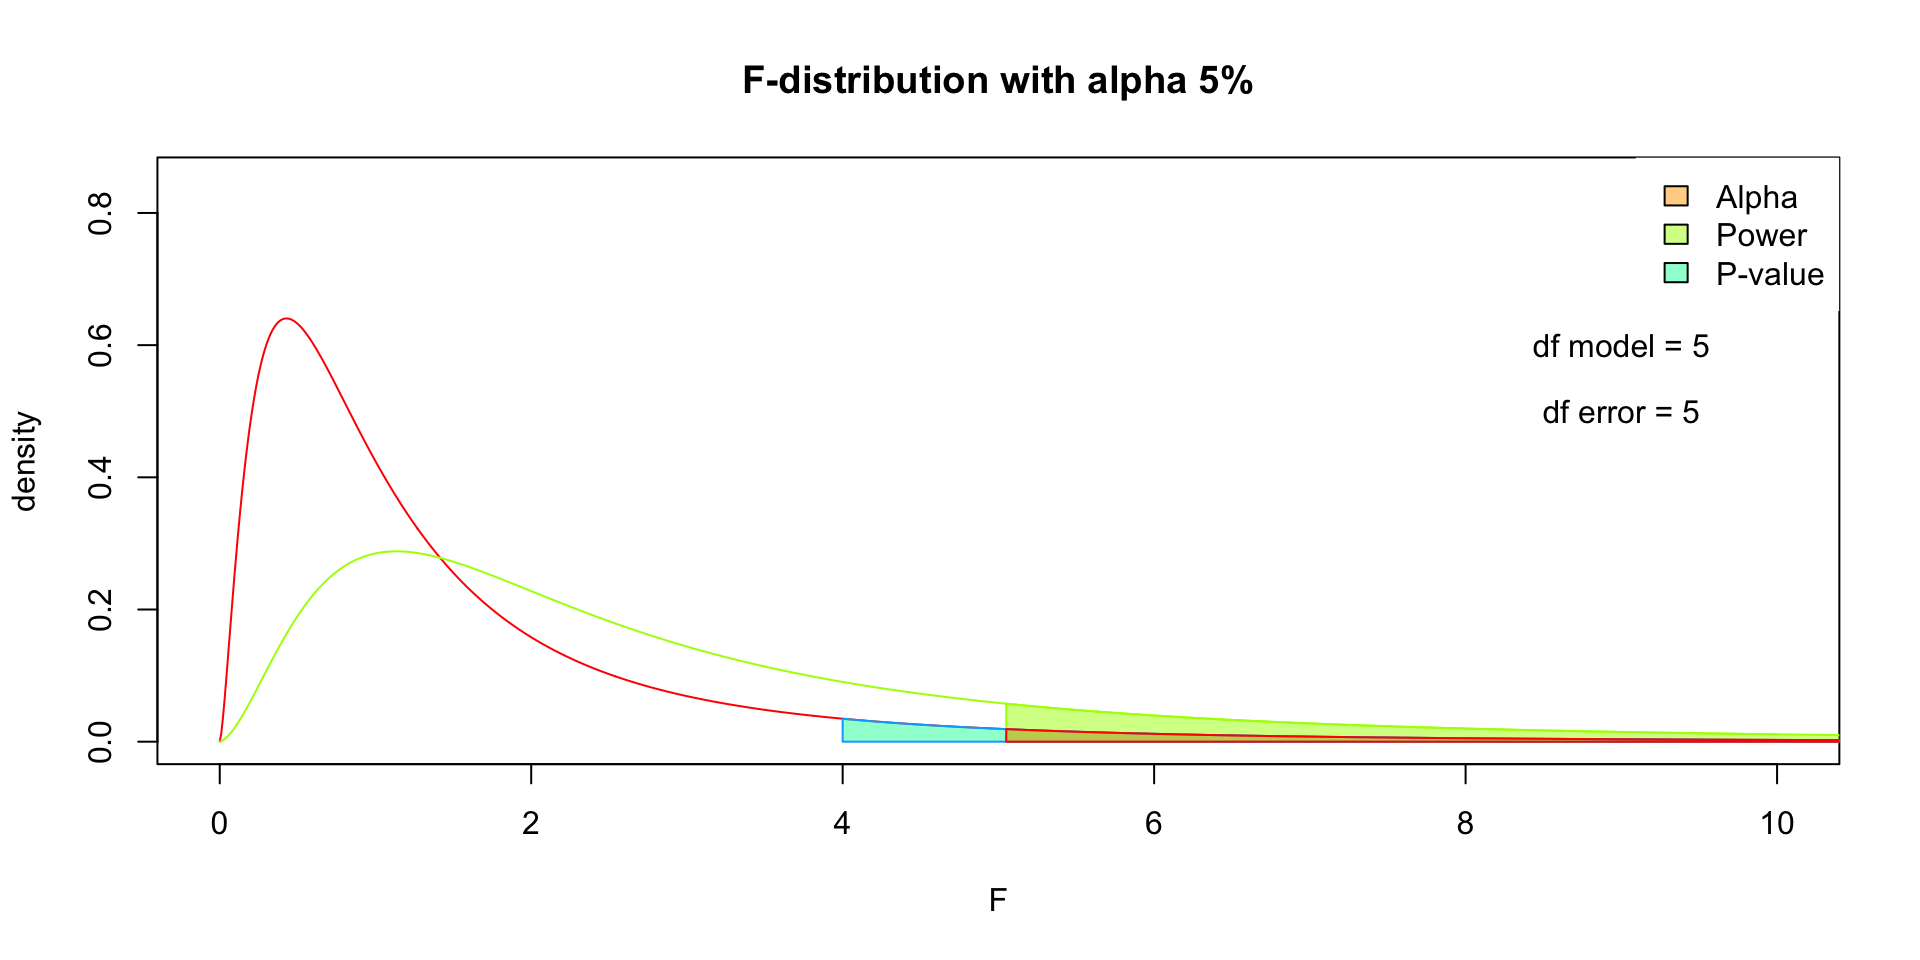 F-distribution with alpha 5%
Alpha
Power
P-value
df model = 5
df error = 5
density
0.8
0.6
0.4
0.2
0.0
0 2 4 6 8 10
F